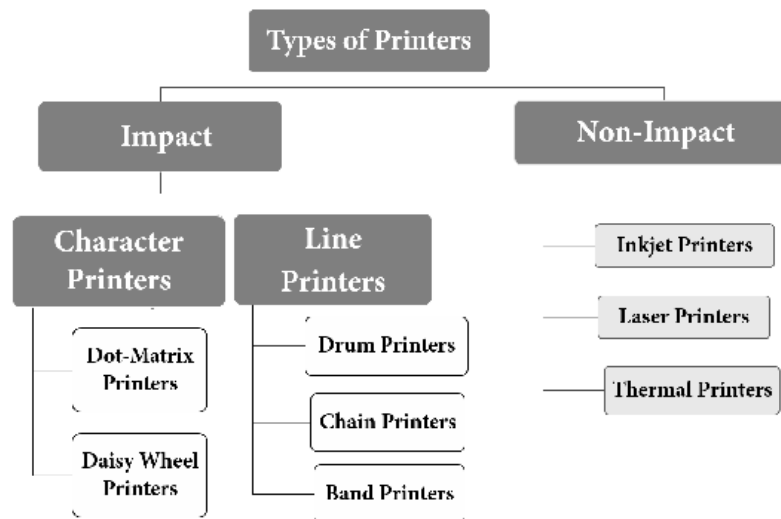 Types of Printers
Impact
Non-Impact
Character
Printers
Line
Printers
Inkjet Printers
Laser Printers
Thermal Printers
Dot-Matrix
Printers
Daisy Wheel
Printers
Drum Printers
Chain Printers
Band Printers